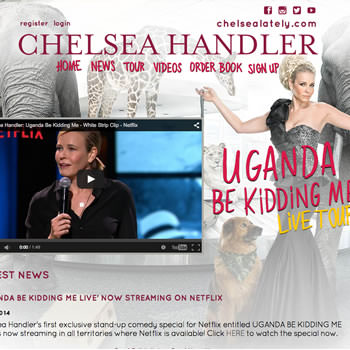 register login
chelsealately.com
CHELSEA HANDLER
HOME NEWS TOUR VIDEOS ORDER BOOK SIGN UP
ea Handler: Uganda Be Kidding Me - White Strip Clip - Netflix
NETFLIX
0:00 / 1:49
YouTube
UGANDA
BE KIDDING ME
LIVE TOUR
EST NEWS
NDA BE KIDDING ME LIVE' NOW STREAMING ON NETFLIX
014
ea Handler's first exclusive stand-up comedy special for Netflix entitled UGANDA BE KIDDING ME
s now streaming in all territories where Netflix is available! Click HERE to watch the special now.